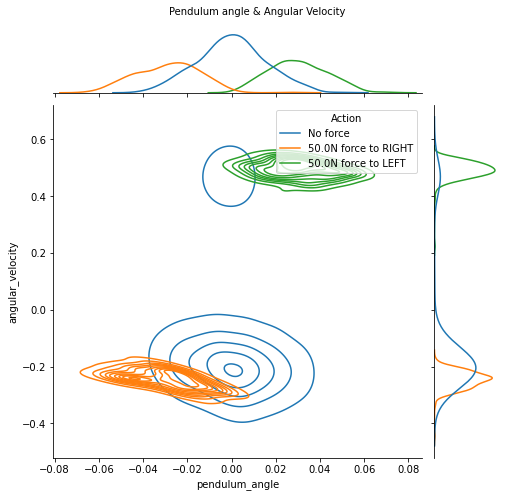 Pendulum angle & Angular Velocity
Action
No force
50.0N force to RIGHT
50.0N force to LEFT
angular_velocity
0.6
0.4
0.2
0.0
−0.2
−0.4
−0.08 −0.06 −0.04 −0.02 0.00 0.02 0.04 0.06 0.08
pendulum_angle